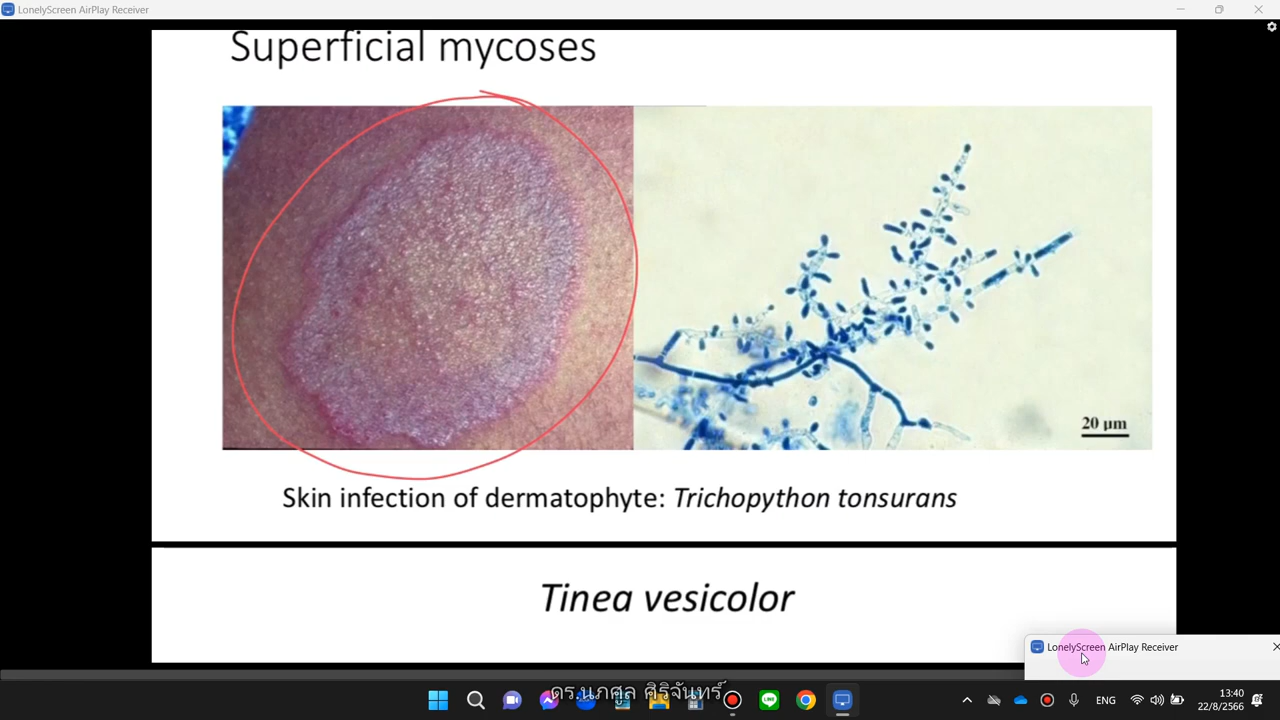 LonelyScreen AirPlay Receiver
Superficial mycoses
20 μm
Skin infection of dermatophyte: Trichopython tonsurans
Tinea vesicolor
LonelyScreen AirPlay Receiver
ดร.นภศูล ศิริจันทร์
ENG
13:40
22/8/2566